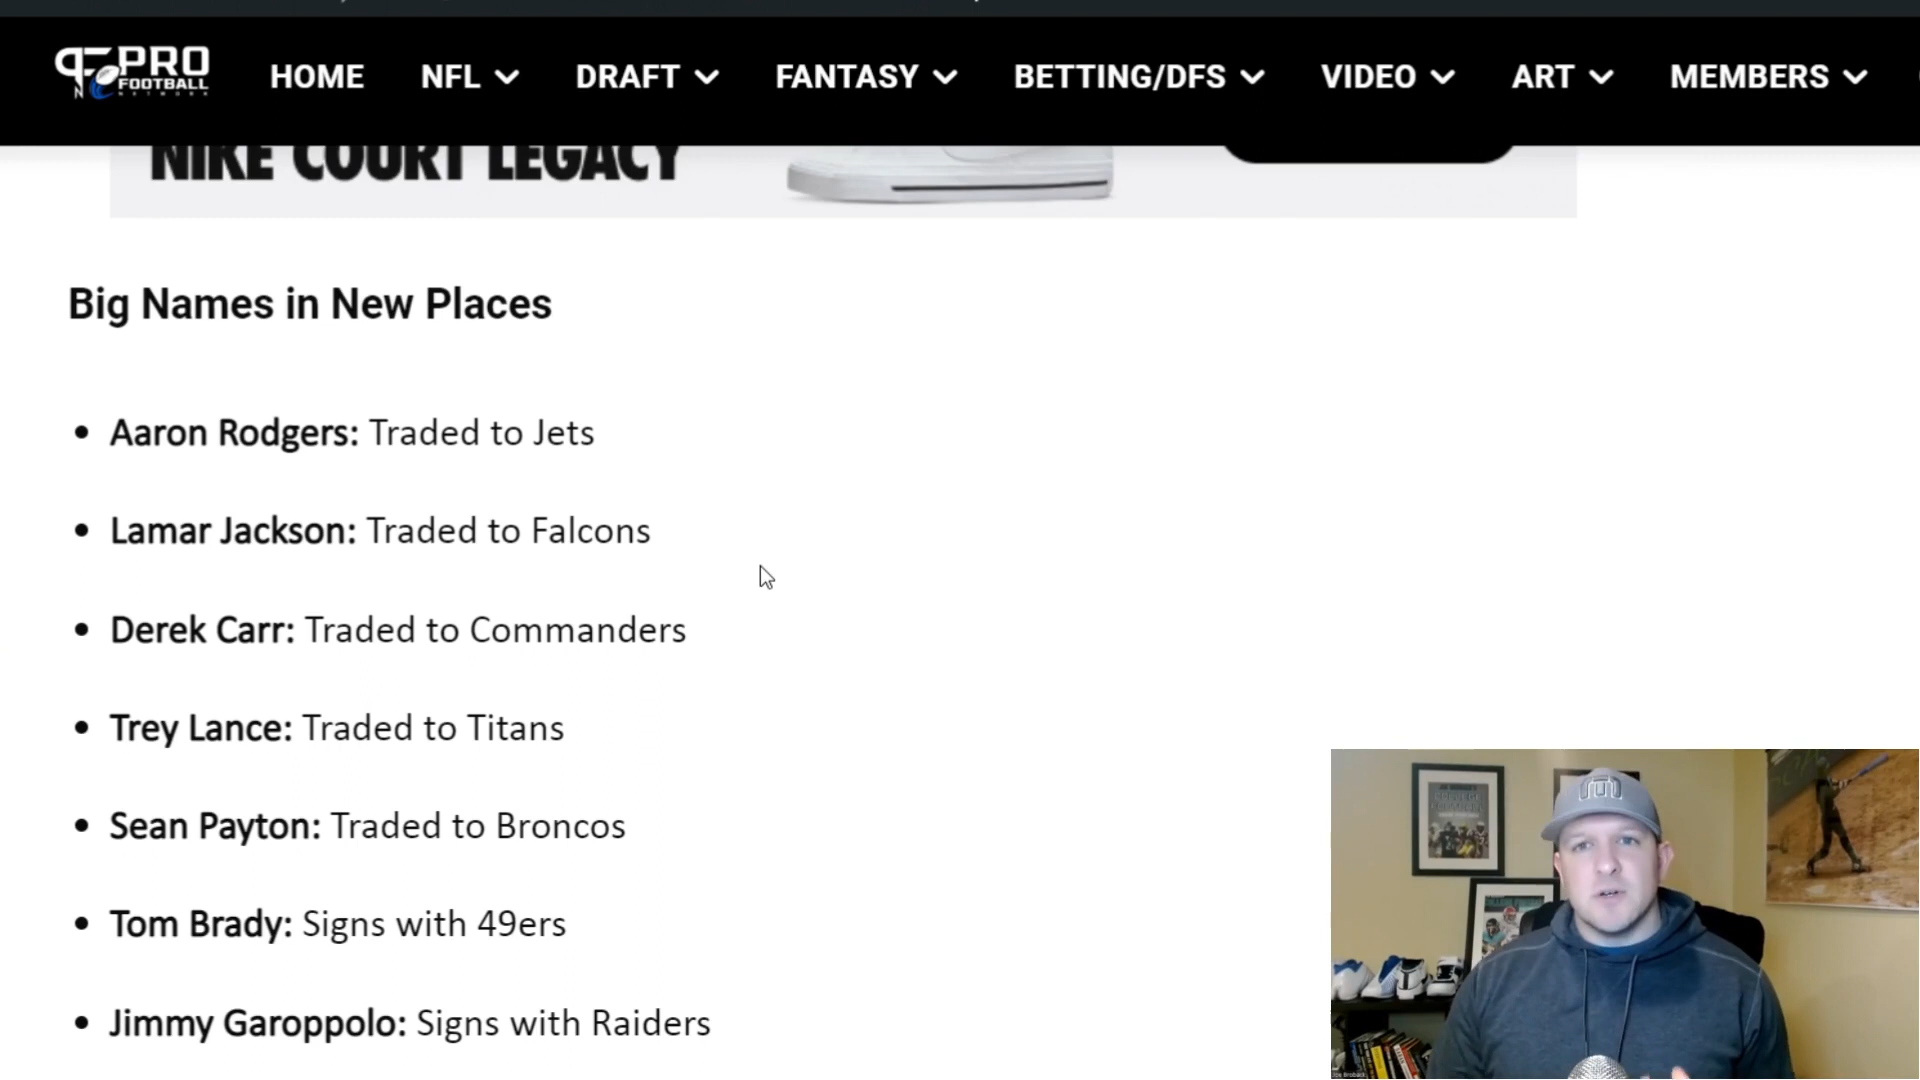 PFN PRO FOOTBALL NETWORK
HOME NFL DRAFT FANTASY BETTING/DFS VIDEO ART MEMBERS
NIKE COURT LEGACY
Big Names in New Places
• Aaron Rodgers: Traded to Jets
• Lamar Jackson: Traded to Falcons
• Derek Carr: Traded to Commanders
• Trey Lance: Traded to Titans
• Sean Payton: Traded to Broncos
• Tom Brady: Signs with 49ers
• Jimmy Garoppolo: Signs with Raiders